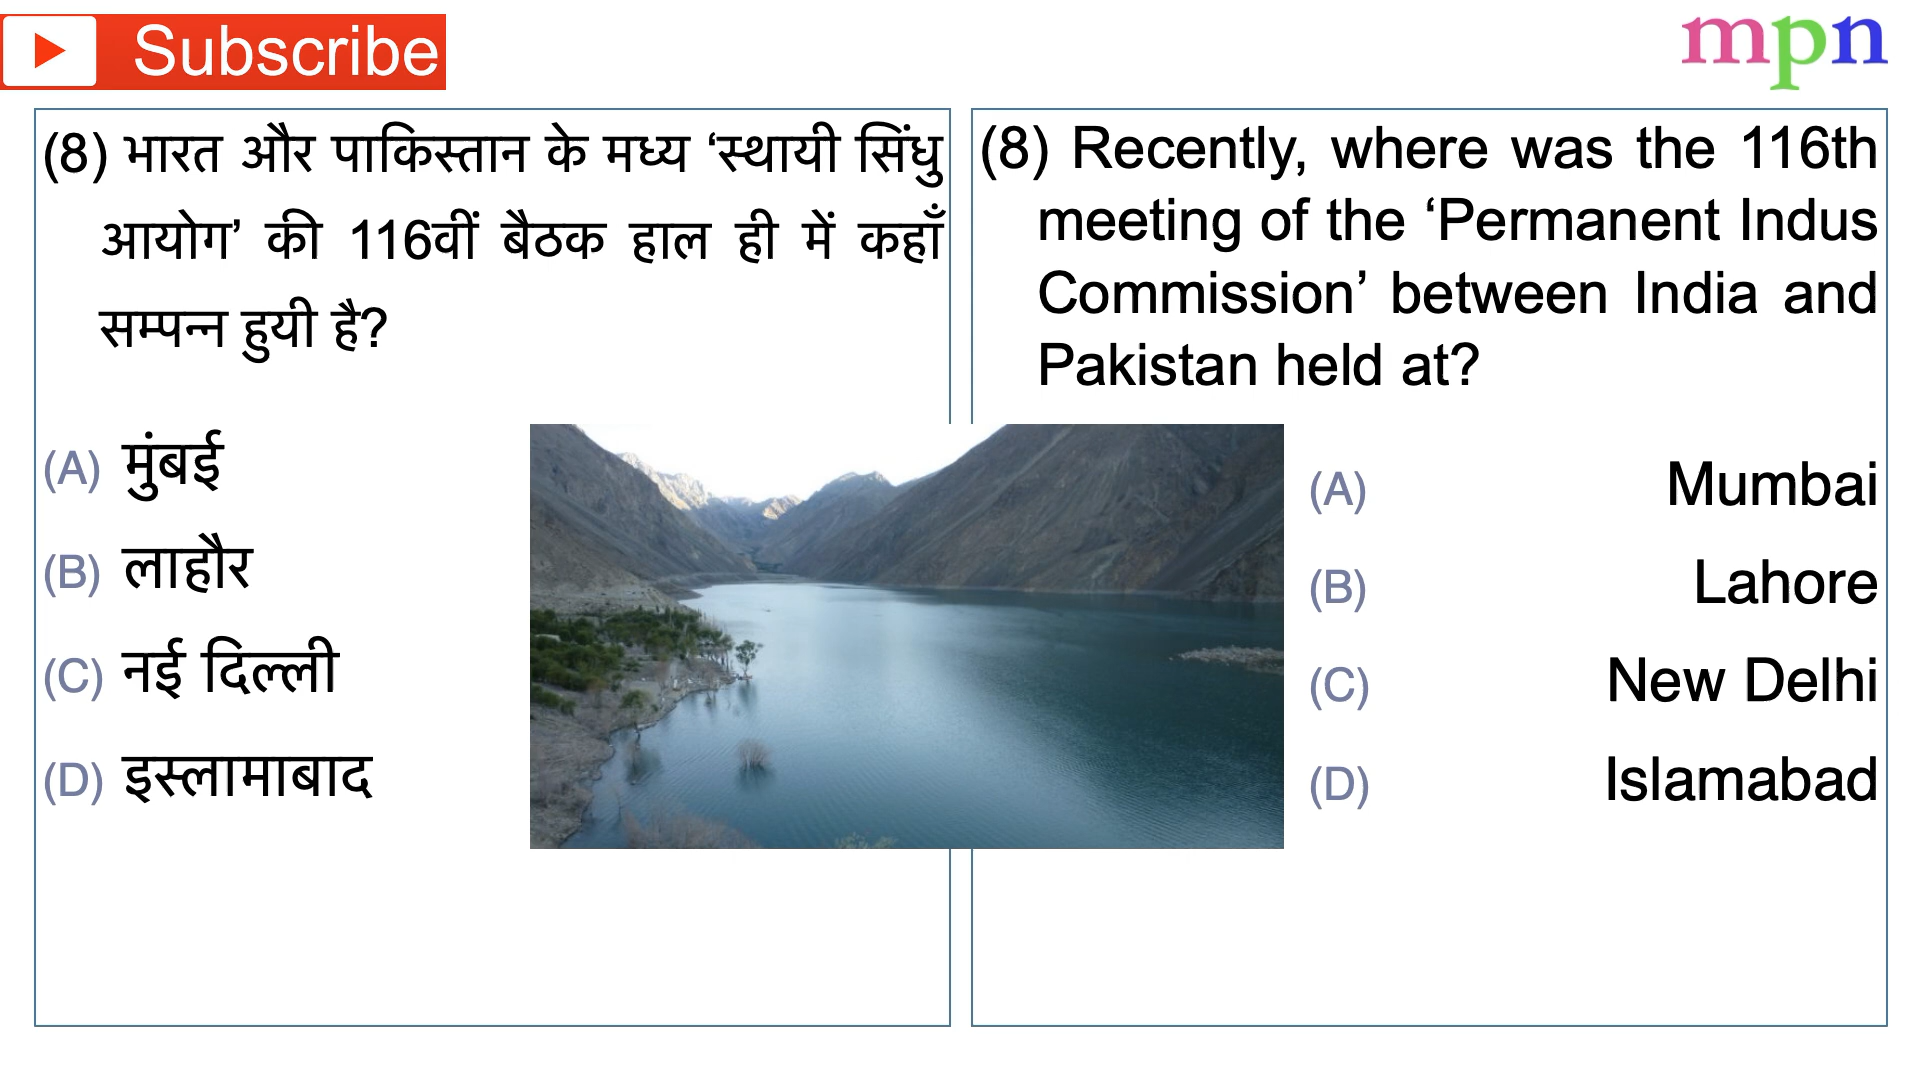 Subscribe
mpn
(8) भारत और पाकिस्तान के मध्य ‘स्थायी सिंधु
आयोग’ की 116वीं बैठक हाल ही में कहाँ
सम्पन्न हुयी है?
(A) मुंबई
(B) लाहौर
(C) नई दिल्ली
(D) इस्लामाबाद
(8) Recently, where was the 116th
meeting of the ‘Permanent Indus
Commission’ between India and
Pakistan held at?
(A) Mumbai
(B) Lahore
(C) New Delhi
(D) Islamabad